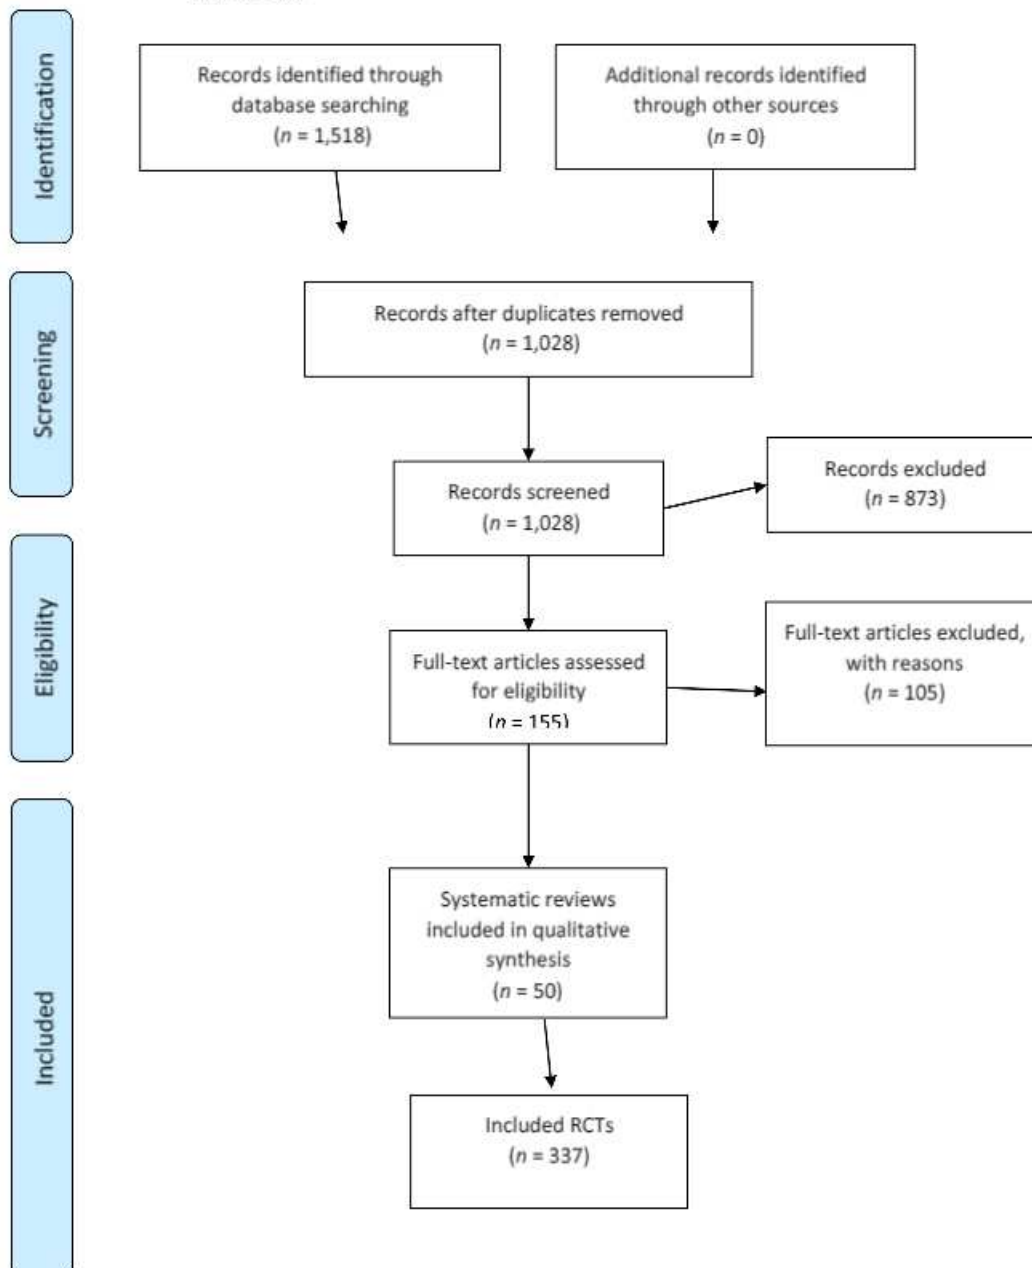 Identification
Records identified through
database searching
(n = 1,518)
Additional records identified
through other sources
(n = 0)
Screening
Records after duplicates removed
(n = 1,028)
Records screened
(n = 1,028)
Records excluded
(n = 873)
Eligibility
Full-text articles assessed
for eligibility
(n = 155)
Full-text articles excluded,
with reasons
(n = 105)
Included
Systematic reviews
included in qualitative
synthesis
(n = 50)
Included RCTs
(n = 337)